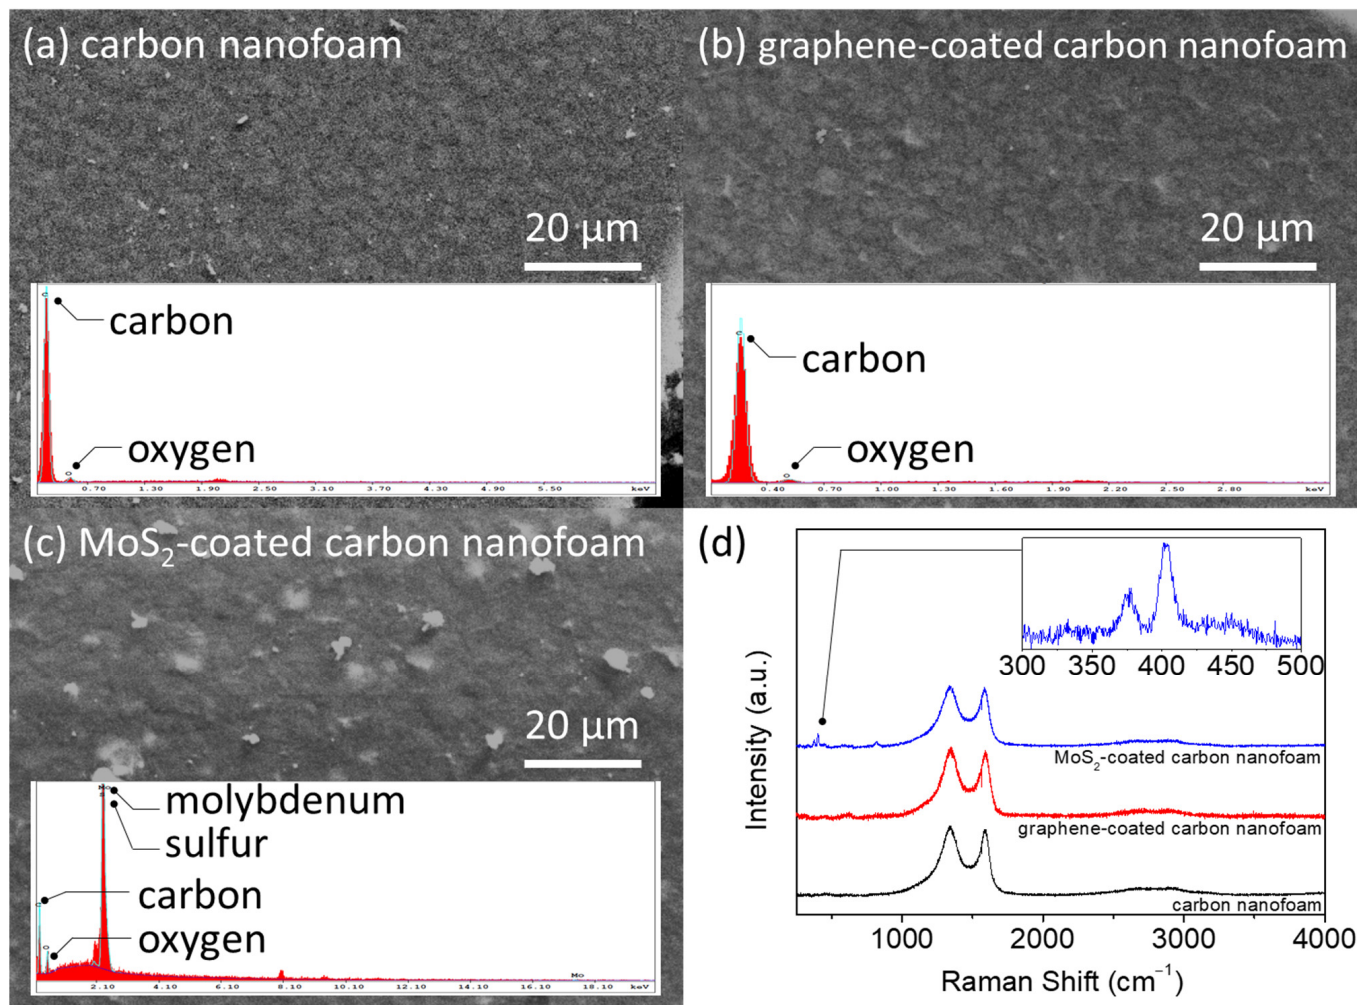 (a) carbon nanofoam
20 μm
C
carbon
O
oxygen
0.70 1.30 1.90 2.50 3.10 3.70 4.30 4.90 5.50 keV
(b) graphene-coated carbon nanofoam
20 μm
C
carbon
O
oxygen
0.40 0.70 1.00 1.30 1.60 1.90 2.20 2.50 2.80 keV
(c) MoS₂-coated carbon nanofoam
20 μm
Mo
S
molybdenum
sulfur
C
carbon
O
oxygen
Mo
2.10 4.10 6.10 8.10 10.10 12.10 14.10 16.10 18.10 keV
(d)
300 350 400 450 500
Intensity (a.u.)
MoS₂-coated carbon nanofoam
graphene-coated carbon nanofoam
carbon nanofoam
1000 2000 3000 4000
Raman Shift (cm⁻¹)